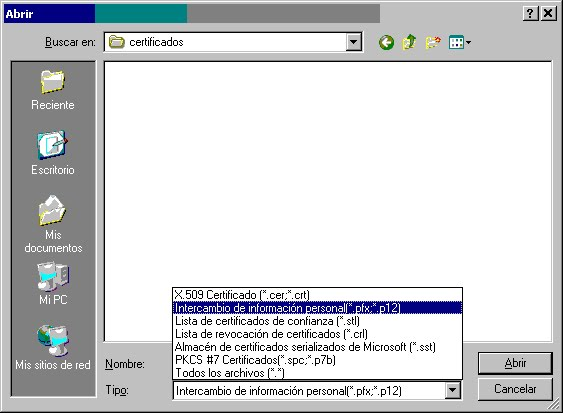 Abrir
Buscar en: certificados
Reciente
Escritorio
Mis
documentos
Mi PC
Mis sitios de red
X.509 Certificado (*.cer;*.crt)
Intercambio de información personal(*.pfx;*.p12)
Lista de certificados de confianza (*.stl)
Lista de revocación de certificados (*.crl)
Almacén de certificados serializados de Microsoft (*.sst)
PKCS #7 Certificados(*.spc;*.p7b)
Todos los archivos (*.*)
Nombre:
Abrir
Tipo: Intercambio de información personal(*.pfx;*.p12)
Cancelar